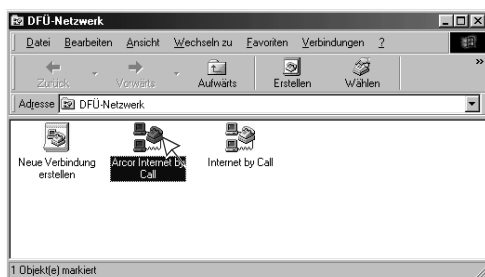 DFÜ-Netzwerk
Datei Bearbeiten Ansicht Wechseln zu Favoriten Verbindungen ?
Zurück Vorwärts Aufwärts Erstellen Wählen »
Adresse DFÜ-Netzwerk
Neue Verbindung erstellen
Arcor Internet by Call
Internet by Call
1 Objekt(e) markiert